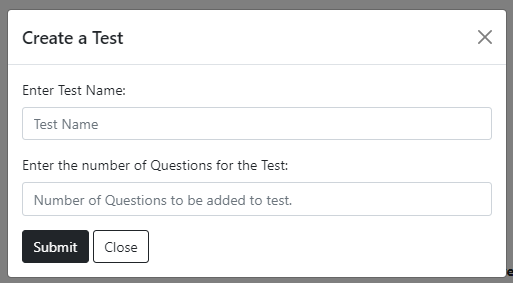 Create a Test
Enter Test Name:
Test Name
Enter the number of Questions for the Test:
Number of Questions to be added to test.
Submit Close
e